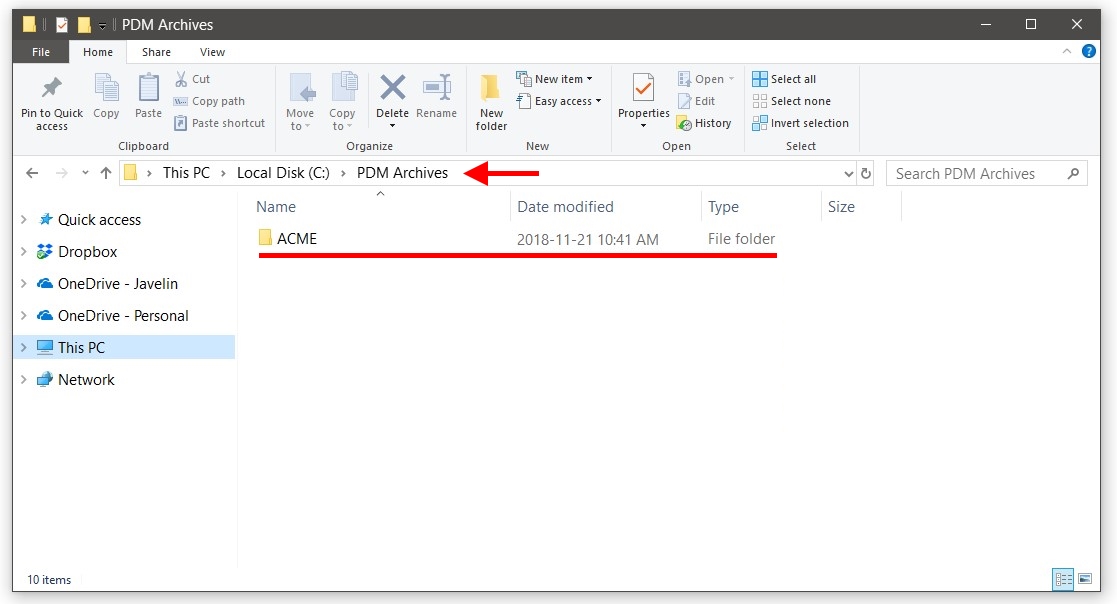 PDM Archives
File Home Share View
Pin to Quick access
Copy
Paste
Cut
Copy path
Paste shortcut
Clipboard
Move to
Copy to
Delete
Rename
Organize
New folder
New item
Easy access
New
Properties
Open
Edit
History
Open
Select all
Select none
Invert selection
Select
This PC › Local Disk (C:) › PDM Archives
Search PDM Archives
Name Date modified Type Size
ACME 2018-11-21 10:41 AM File folder
Quick access
Dropbox
OneDrive - Javelin
OneDrive - Personal
This PC
Network
10 items